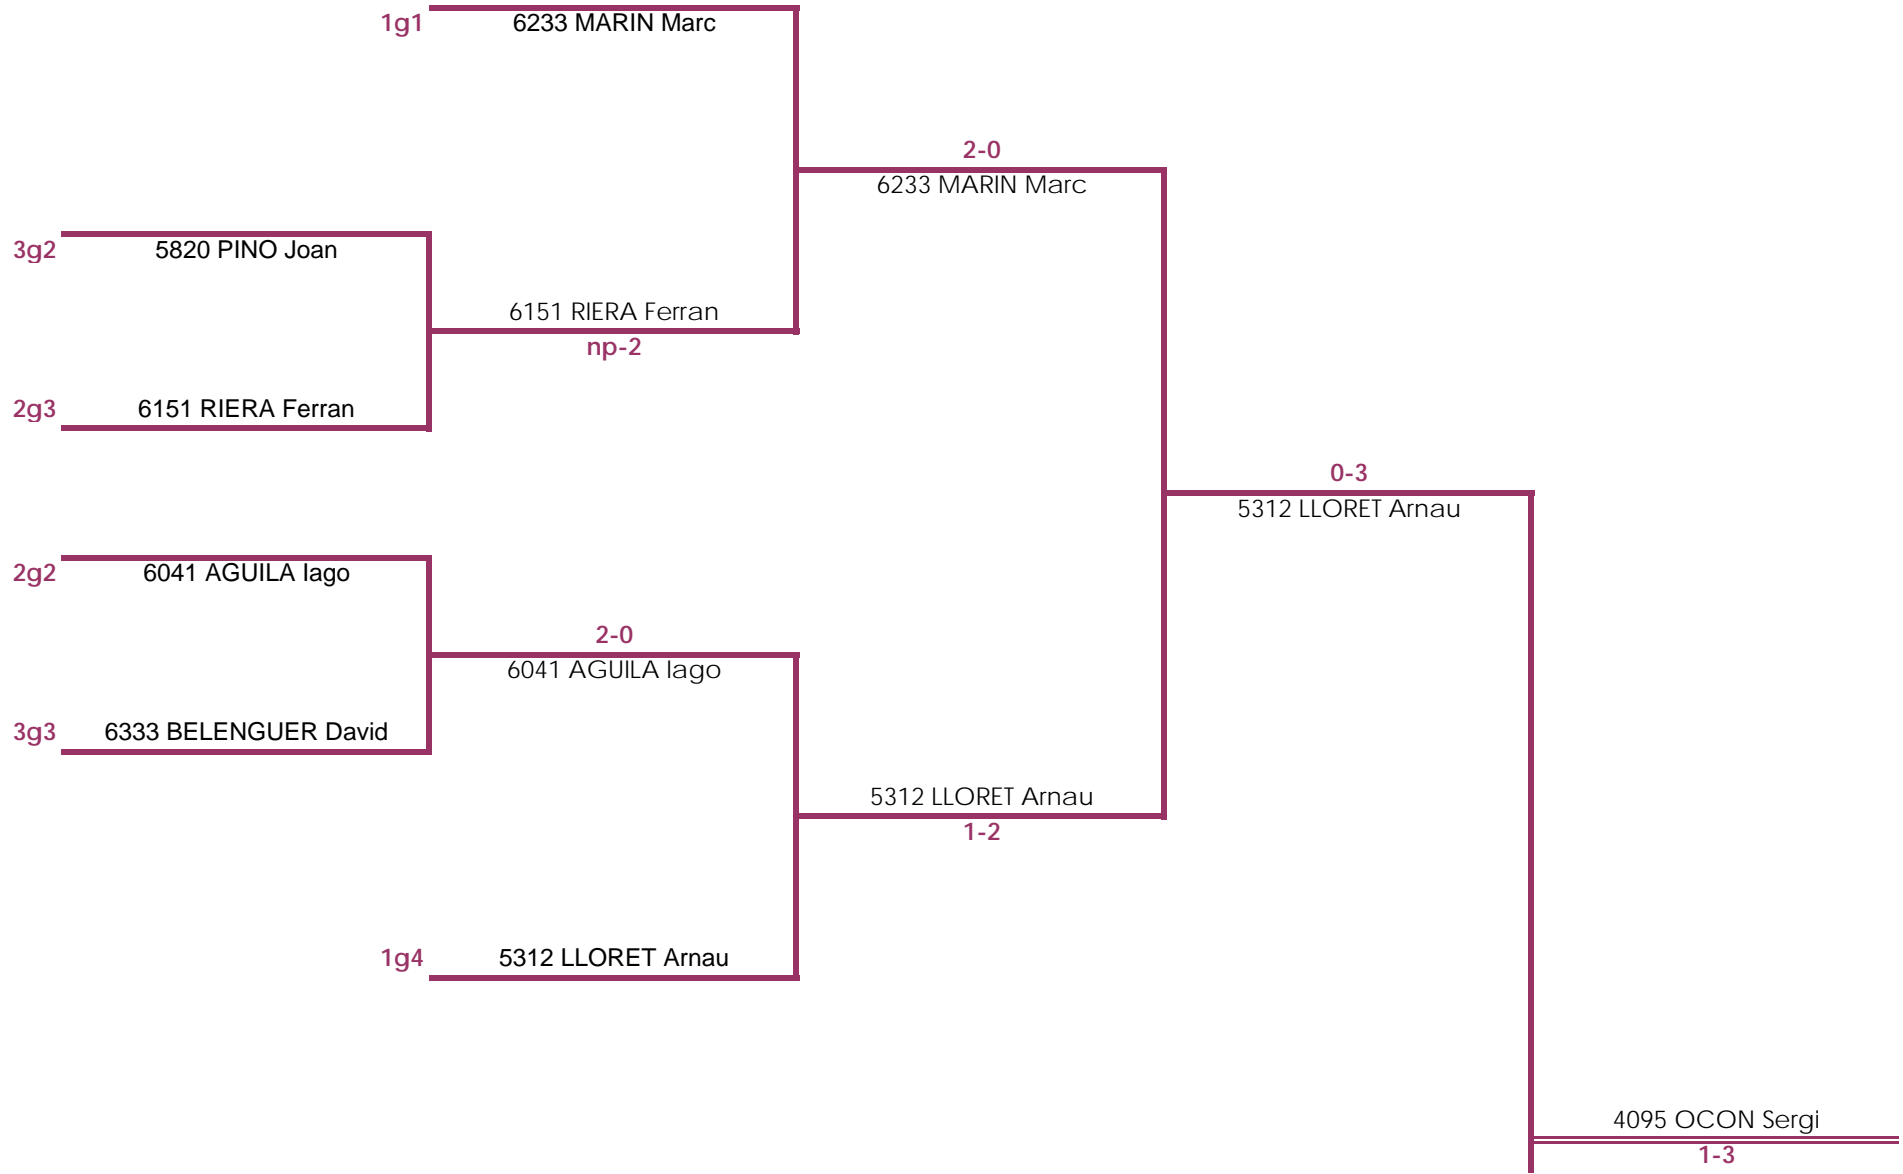 1g1
6233 MARIN Marc
2-0
6233 MARIN Marc
3g2
5820 PINO Joan
6151 RIERA Ferran
np-2
2g3
6151 RIERA Ferran
0-3
5312 LLORET Arnau
2g2
6041 AGUILA Iago
2-0
6041 AGUILA Iago
3g3
6333 BELENGUER David
5312 LLORET Arnau
1-2
1g4
5312 LLORET Arnau
4095 OCON Sergi
1-3